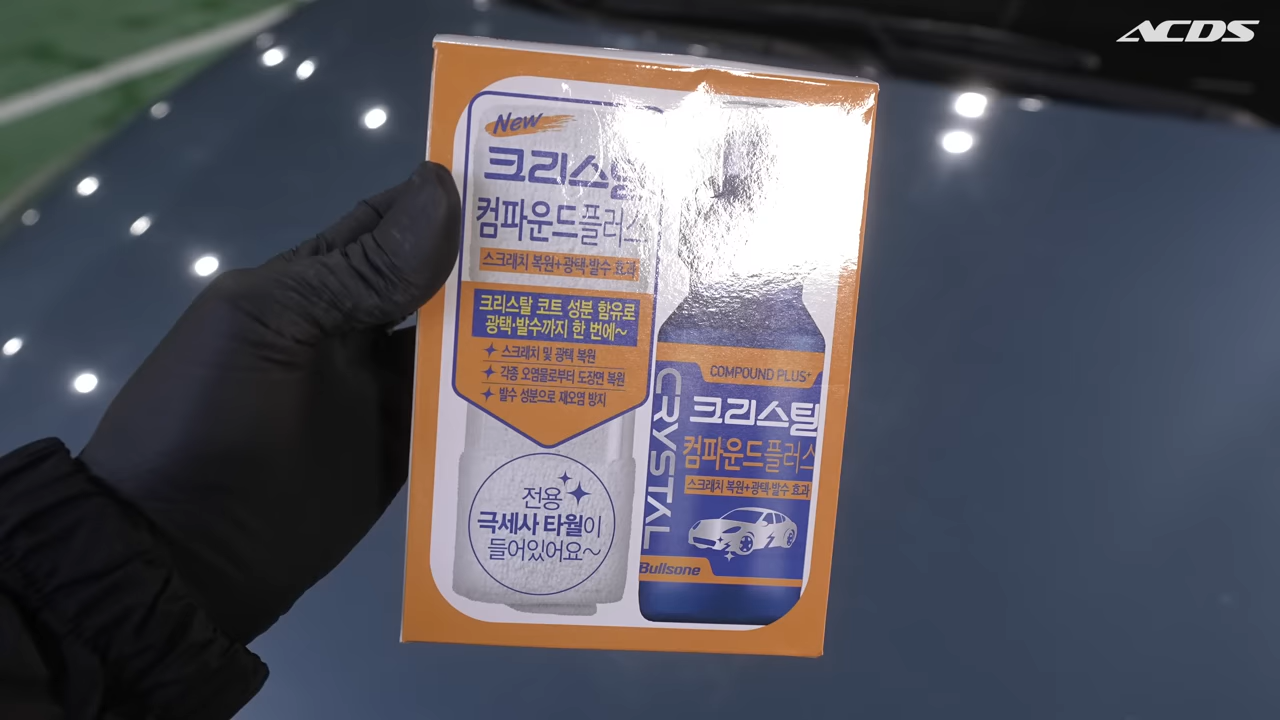 ACDS
New
크리스탈
컴파운드플러스
스크래치 복원+광택·발수 효과
크리스탈 코트 성분 함유로
광택·발수까지 한 번에~
스크래치 및 광택 복원
각종 오염물로부터 도장면 복원
발수 성분으로 재오염 방지
전용
극세사 타월이
들어있어요~
COMPOUND PLUS+
CRYSTAL
크리스탈
컴파운드플러스
스크래치 복원+광택·발수 효과
Bullsone